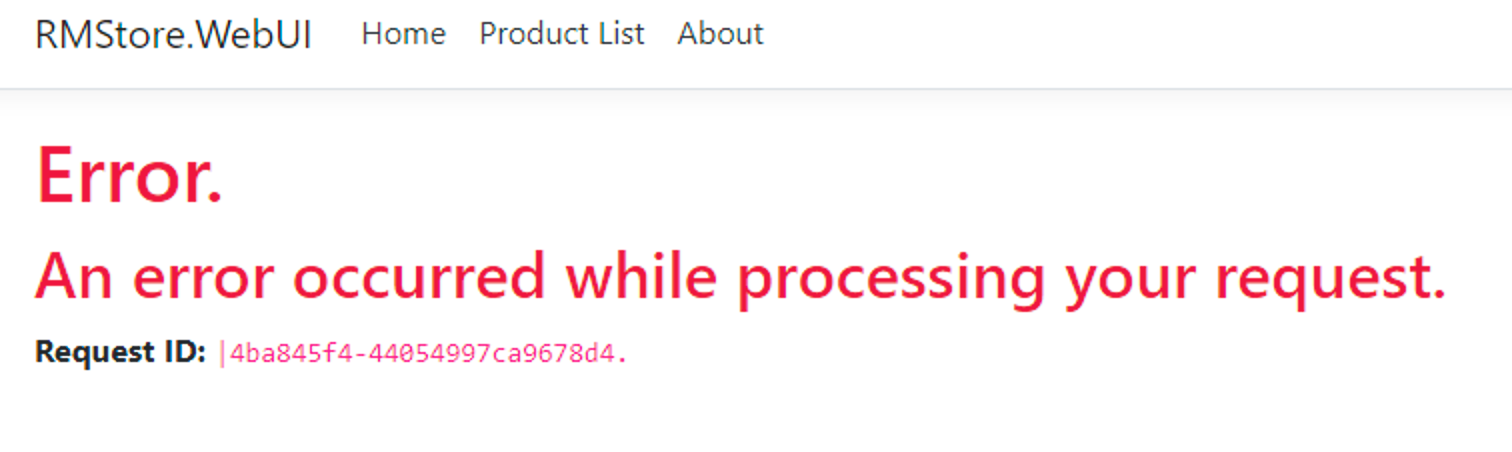 RMStore.WebUI Home Product List About
Error.
An error occurred while processing your request.
Request ID: |4ba845f4-44054997ca9678d4.